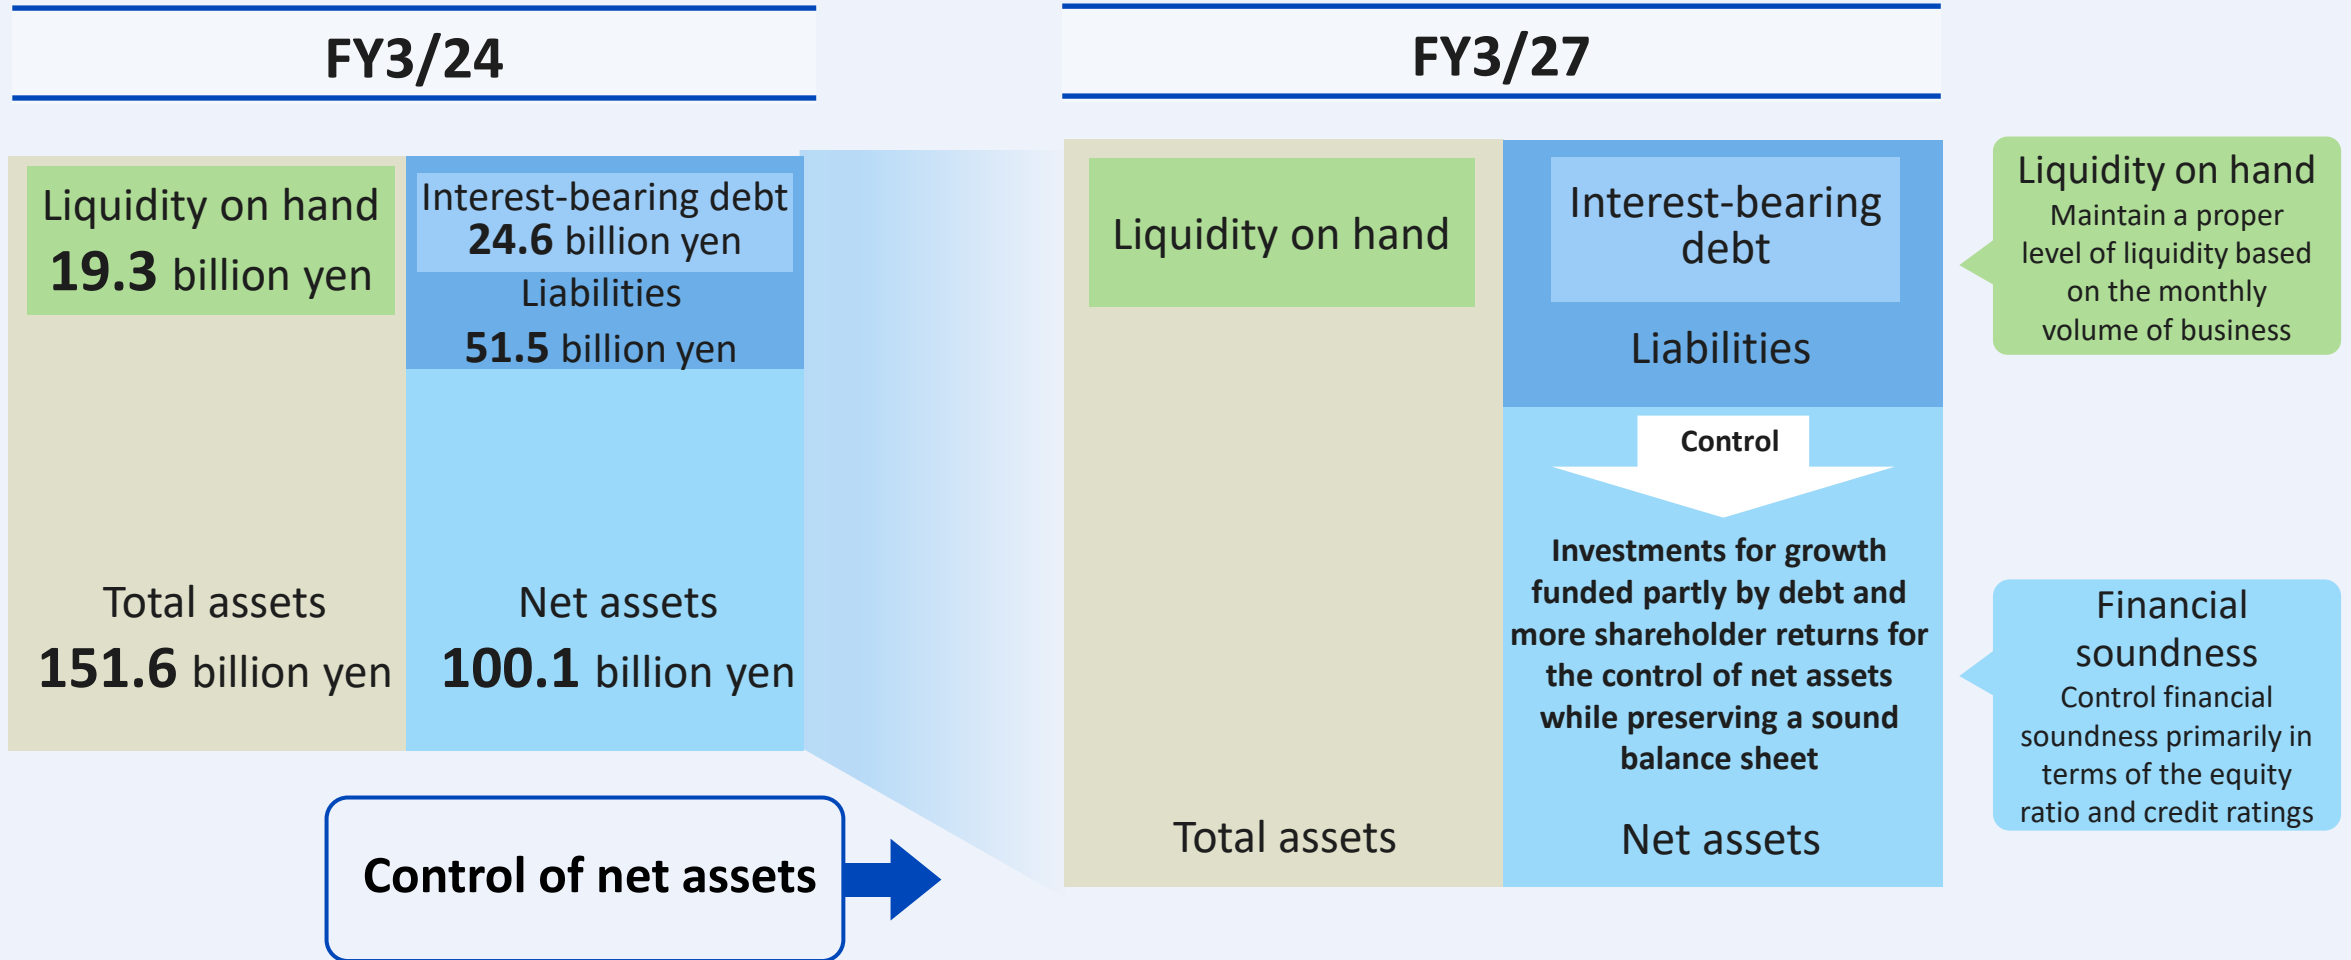 FY3/24
Liquidity on hand
19.3 billion yen
Total assets
151.6 billion yen
Interest-bearing debt
24.6 billion yen
Liabilities
51.5 billion yen
Net assets
100.1 billion yen
Control of net assets
FY3/27
Liquidity on hand
Total assets
Interest-bearing
debt
Liabilities
Control
Investments for growth
funded partly by debt and
more shareholder returns for
the control of net assets
while preserving a sound
balance sheet
Net assets
Liquidity on hand
Maintain a proper
level of liquidity based
on the monthly
volume of business
Financial
soundness
Control financial
soundness primarily in
terms of the equity
ratio and credit ratings